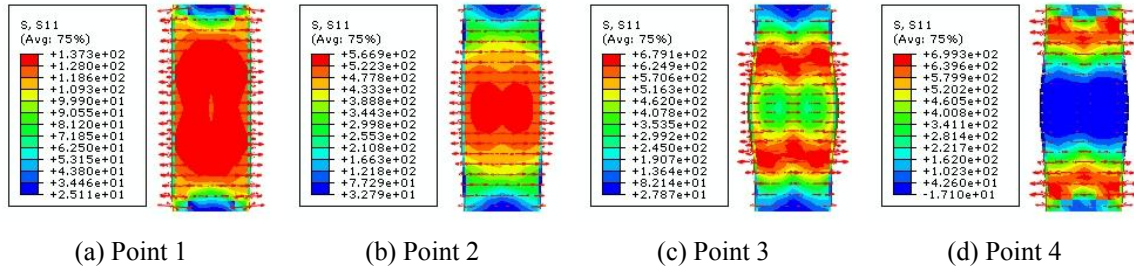 S, S11
(Avg: 75%)
+1.373e+02
+1.280e+02
+1.186e+02
+1.093e+02
+9.990e+01
+9.055e+01
+8.120e+01
+7.185e+01
+6.250e+01
+5.315e+01
+4.380e+01
+3.446e+01
+2.511e+01
(a) Point 1
S, S11
(Avg: 75%)
+5.669e+02
+5.223e+02
+4.778e+02
+4.333e+02
+3.888e+02
+3.443e+02
+2.998e+02
+2.553e+02
+2.108e+02
+1.663e+02
+1.218e+02
+7.729e+01
+3.279e+01
(b) Point 2
S, S11
(Avg: 75%)
+6.791e+02
+6.249e+02
+5.706e+02
+5.163e+02
+4.620e+02
+4.078e+02
+3.535e+02
+2.992e+02
+2.450e+02
+1.907e+02
+1.364e+02
+8.214e+01
+2.787e+01
(c) Point 3
S, S11
(Avg: 75%)
+6.993e+02
+6.396e+02
+5.799e+02
+5.202e+02
+4.605e+02
+4.008e+02
+3.411e+02
+2.814e+02
+2.217e+02
+1.620e+02
+1.023e+02
+4.260e+01
-1.710e+01
(d) Point 4